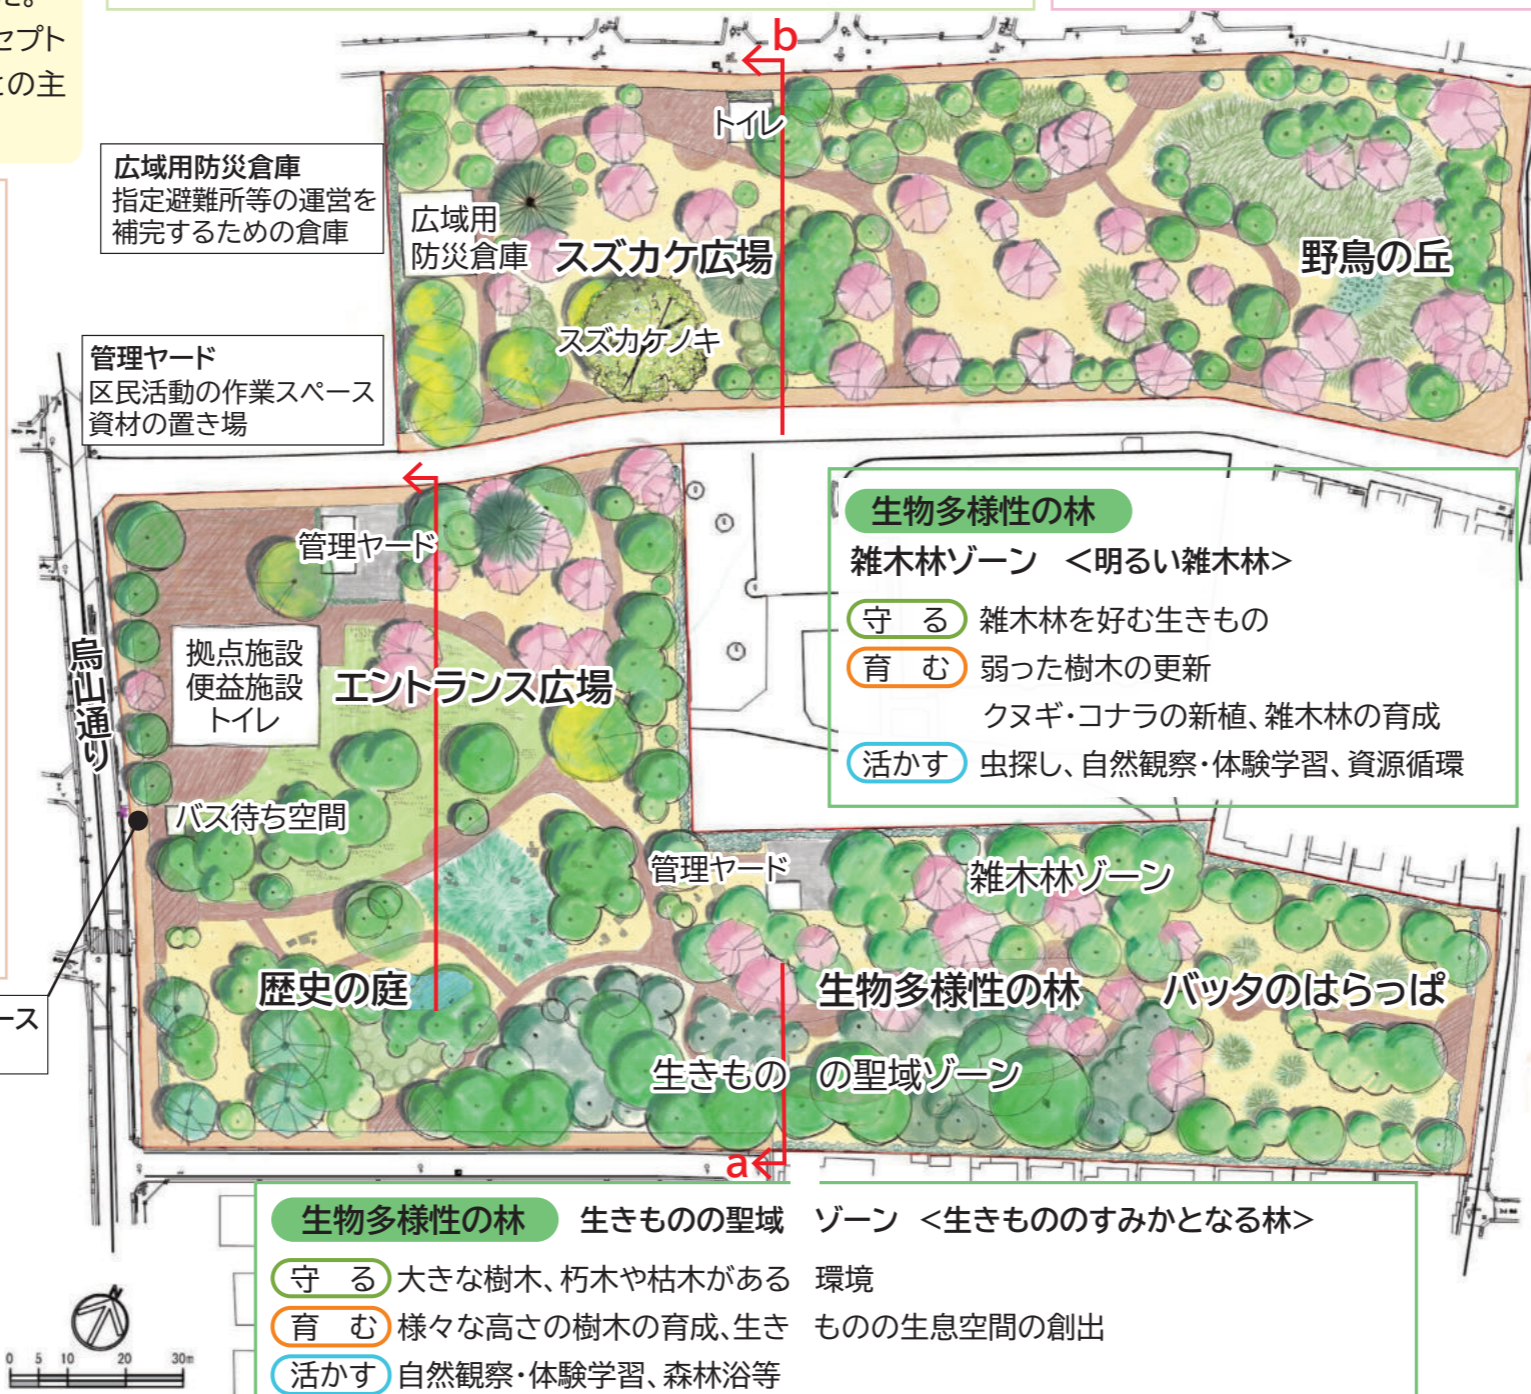 た。
セプト
この主
b
トイレ
広域用防災倉庫
指定避難所等の運営を
補完するための倉庫
広域用
防災倉庫
スズカケ広場
野鳥の丘
スズカケノキ
管理ヤード
区民活動の作業スペース
資材の置き場
管理ヤード
烏山通り
拠点施設
便益施設
トイレ
エントランス広場
生物多様性の林
雑木林ゾーン <明るい雑木林>
守 る 雑木林を好む生きもの
育 む 弱った樹木の更新
クヌギ・コナラの新植、雑木林の育成
活かす 虫探し、自然観察・体験学習、資源循環
バス待ち空間
管理ヤード
雑木林ゾーン
歴史の庭
生物多様性の林
バッタのはらっぱ
ース
生きもの の聖域ゾーン
a
生物多様性の林 生きものの聖域 ゾーン <生きもののすみかとなる林>
守 る 大きな樹木、朽木や枯木がある 環境
育 む 様々な高さの樹木の育成、生き ものの生息空間の創出
活かす 自然観察・体験学習、森林浴等
N
0 5 10 20 30m